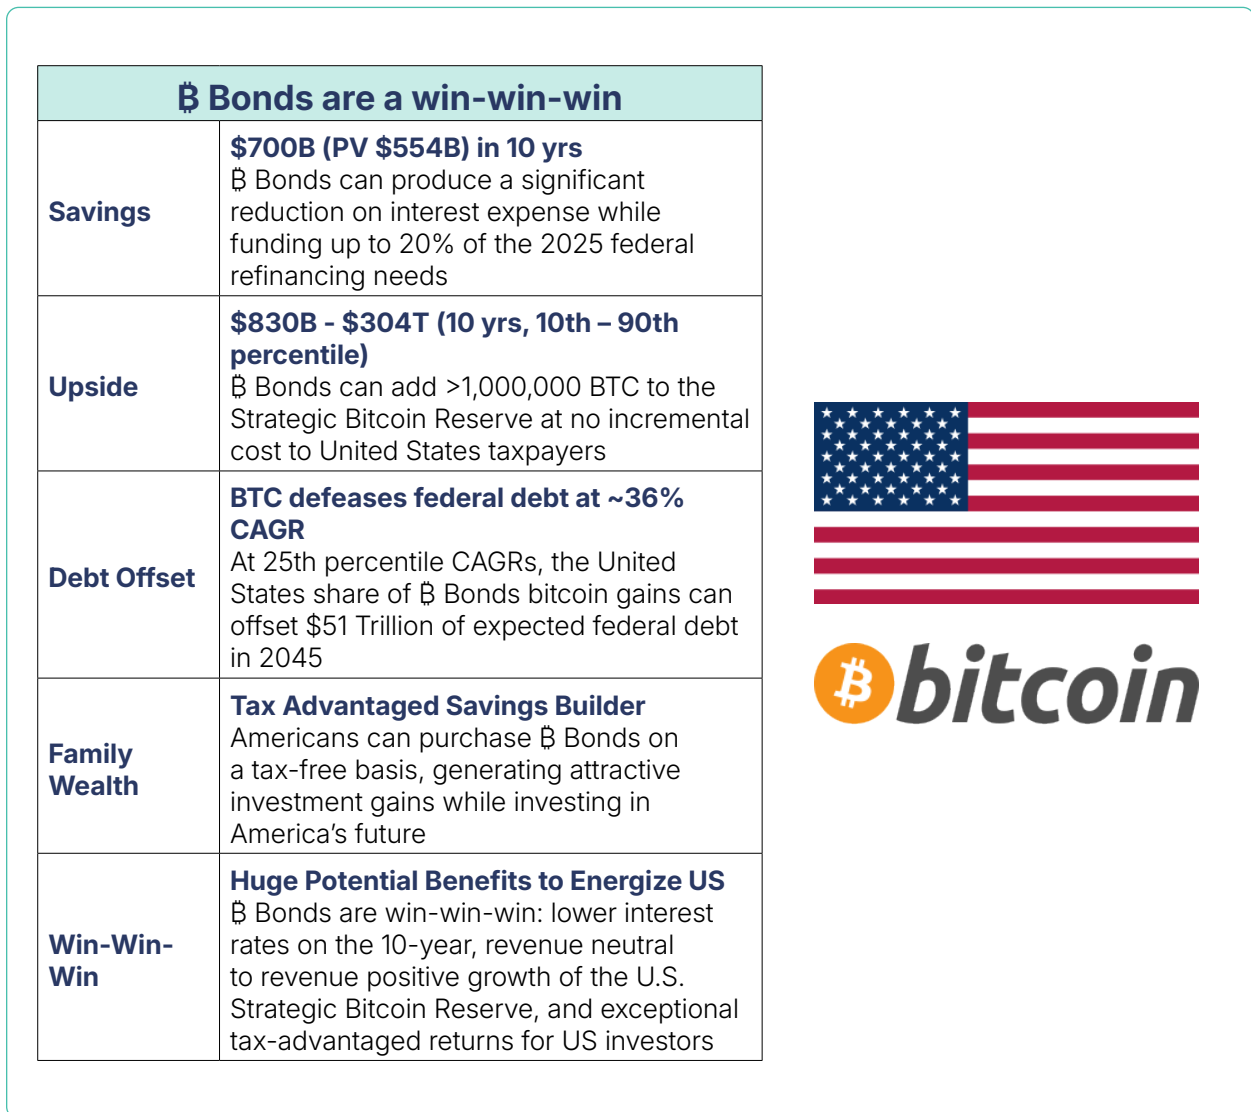 ₿ Bonds are a win-win-win
Savings
$700B (PV $554B) in 10 yrs
₿ Bonds can produce a significant
reduction on interest expense while
funding up to 20% of the 2025 federal
refinancing needs
Upside
$830B - $304T (10 yrs, 10th – 90th
percentile)
₿ Bonds can add >1,000,000 BTC to the
Strategic Bitcoin Reserve at no incremental
cost to United States taxpayers
Debt Offset
BTC defeases federal debt at ~36%
CAGR
At 25th percentile CAGRs, the United
States share of ₿ Bonds bitcoin gains can
offset $51 Trillion of expected federal debt
in 2045
Family
Wealth
Tax Advantaged Savings Builder
Americans can purchase ₿ Bonds on
a tax-free basis, generating attractive
investment gains while investing in
America’s future
Win-Win-
Win
Huge Potential Benefits to Energize US
₿ Bonds are win-win-win: lower interest
rates on the 10-year, revenue neutral
to revenue positive growth of the U.S.
Strategic Bitcoin Reserve, and exceptional
tax-advantaged returns for US investors
₿ bitcoin